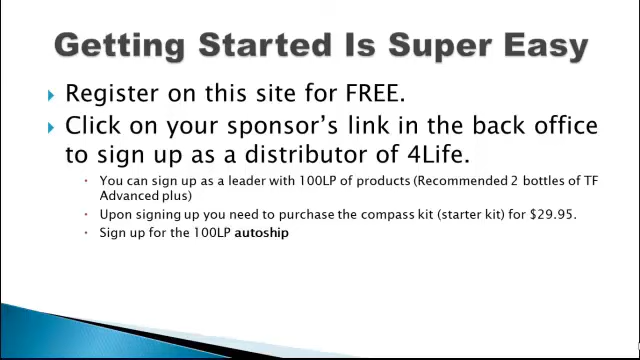 Getting Started Is Super Easy
Register on this site for FREE.
Click on your sponsor's link in the back office
to sign up as a distributor of 4Life.
You can sign up as a leader with 100LP of products (Recommended 2 bottles of TF
Advanced plus)
Upon signing up you need to purchase the compass kit (starter kit) for $29.95.
Sign up for the 100LP autoship